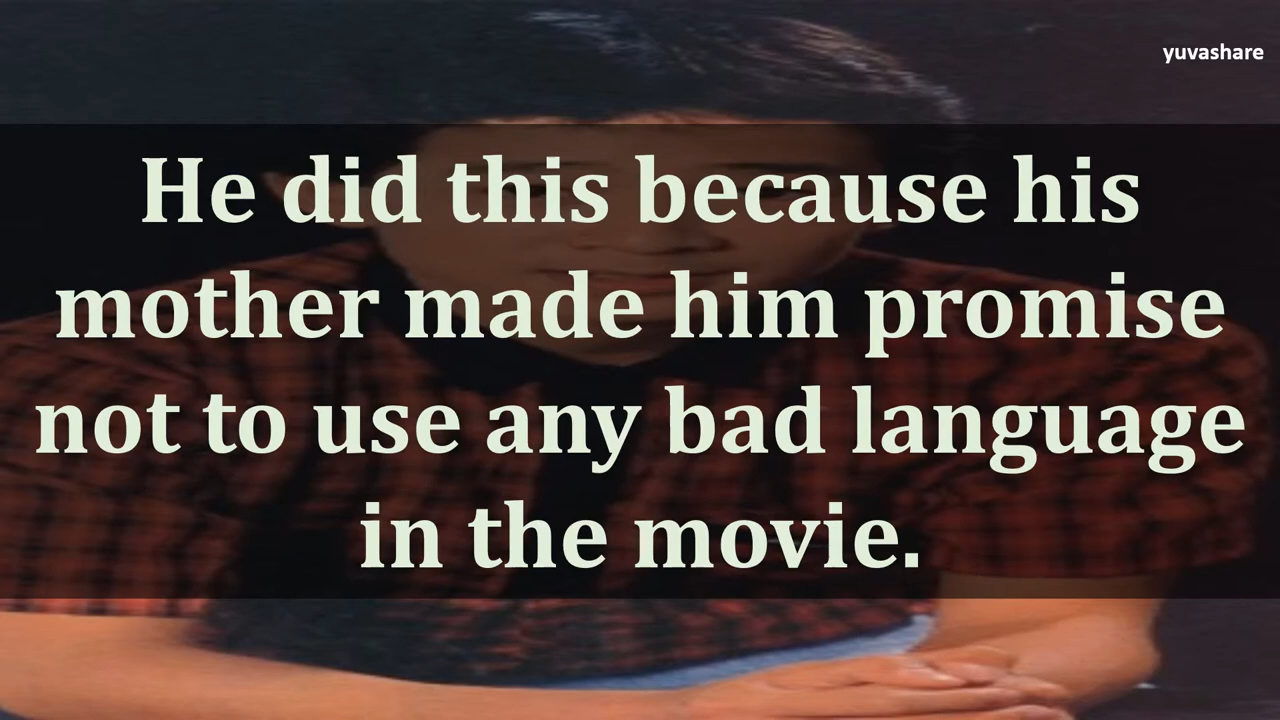 yuvashare
He did this because his
mother made him promise
not to use any bad language
in the movie.